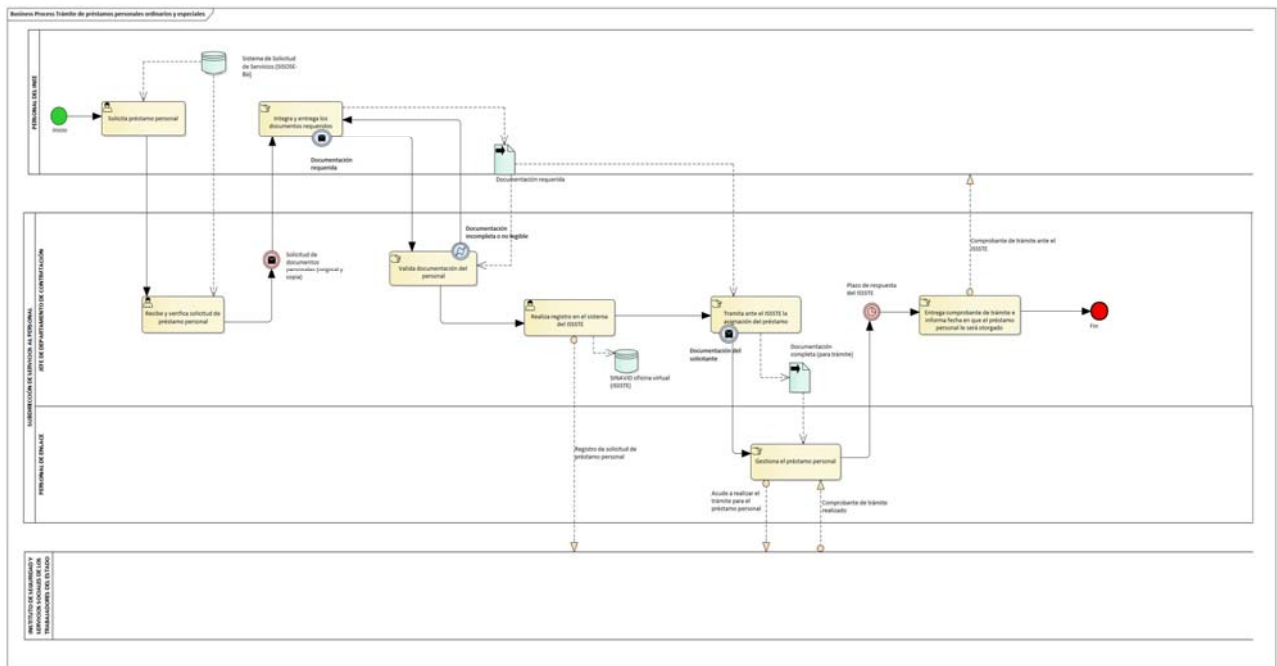 Business Process Trámite de préstamos personales ordinarios y especiales
PERSONAL DEL INEE
Inicio
Solicita préstamo personal
Sistema de Solicitud
de Servicios (SISOSE-
Bii)
Integra y entrega los
documentos requeridos
Documentación
requerida
Documentación requerida
SUBDIRECCIÓN DE SERVICIOS AL PERSONAL
JEFE DE DEPARTAMENTO DE CONTRATACIÓN
Recibe y verifica solicitud de
préstamo personal
Solicitud de
documentos
personales (original y
copia)
Documentación
incompleta o no legible
Valida documentación del
personal
Realiza registro en el sistema
del ISSSTE
SINAVID oficina virtual
(ISSSTE)
Tramita ante el ISSSTE la
asignación del préstamo
Documentación del
solicitante
Documentación
completa (para trámite)
Plazo de respuesta
del ISSSTE
Comprobante de trámite ante el
ISSSTE
Entrega comprobante de trámite e
informa fecha en que el préstamo
personal le será otorgado
Fin
PERSONAL DE ENLACE
Registro de solicitud de
préstamo personal
Gestiona el préstamo personal
Acude a realizar el
trámite para el
préstamo personal
Comprobante de trámite
realizado
INSTITUTO DE SEGURIDAD Y
SERVICIOS SOCIALES DE LOS
TRABAJADORES DEL ESTADO